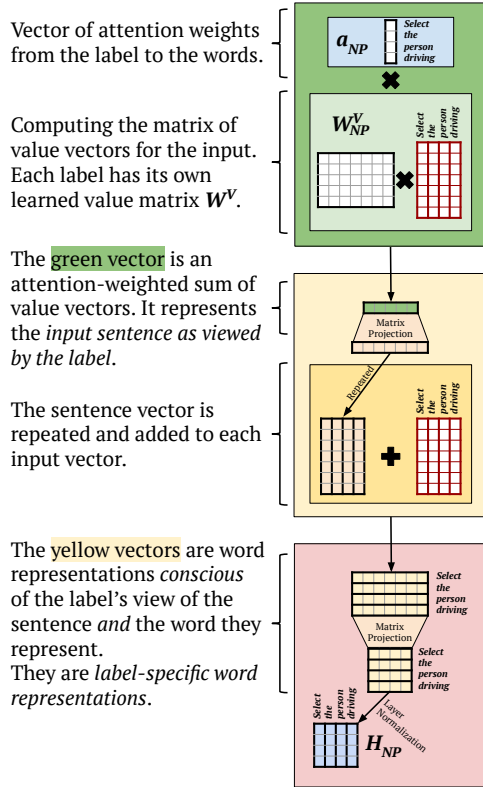 Vector of attention weights
from the label to the words.
a_NP
Select
the
person
driving
Computing the matrix of
value vectors for the input.
Each label has its own
learned value matrix W^V.
W^V_NP
Select
the
person
driving
The green vector is an
attention-weighted sum of
value vectors. It represents
the input sentence as viewed
by the label.
Matrix
Projection
Repeated
The sentence vector is
repeated and added to each
input vector.
Select
the
person
driving
The yellow vectors are word
representations conscious
of the label's view of the
sentence and the word they
represent.
They are label-specific word
representations.
Select
the
person
driving
Matrix
Projection
Select
the
person
driving
Layer
Normalization
Select
the
person
driving
H_NP